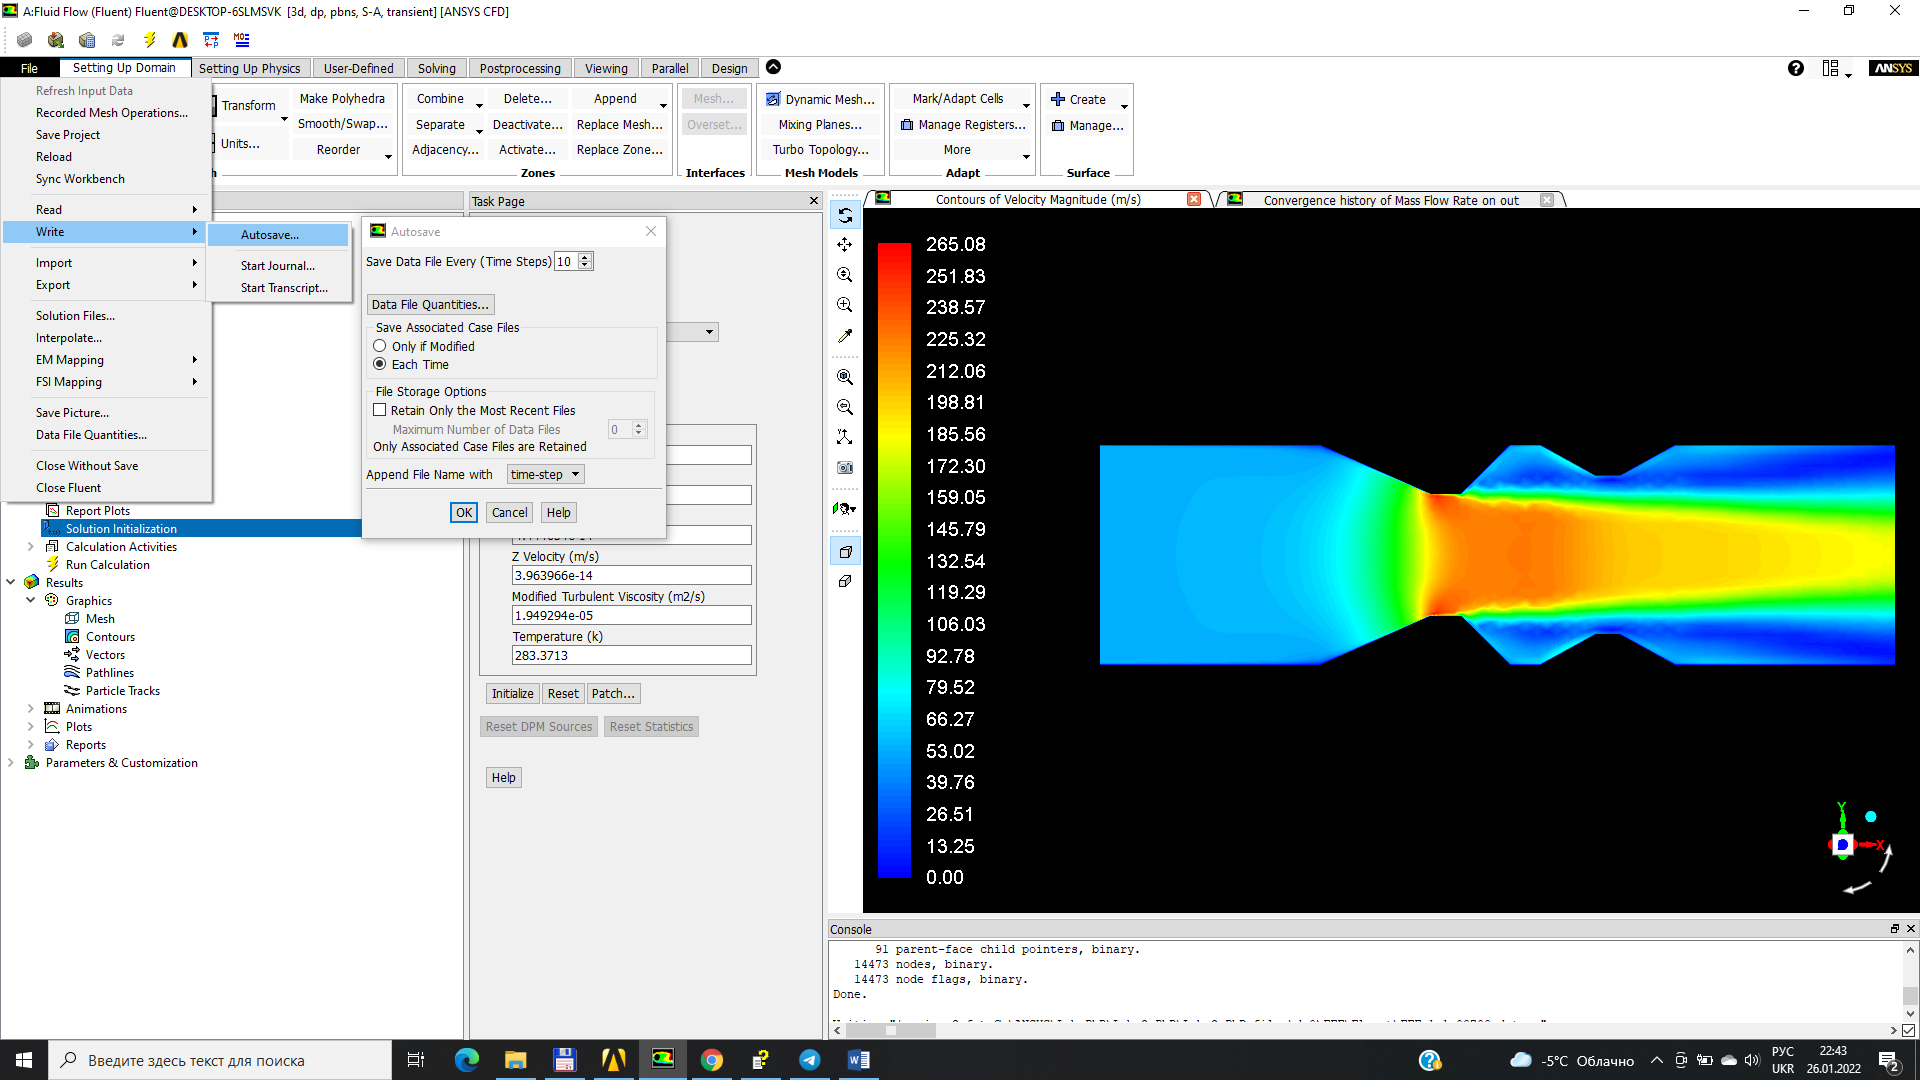 A:Fluid Flow (Fluent) Fluent@DESKTOP-6SLMSVK [3d, dp, pbns, S-A, transient] [ANSYS CFD]
File
Setting Up Domain
Setting Up Physics
User-Defined
Solving
Postprocessing
Viewing
Parallel
Design
ANSYS
Refresh Input Data
Recorded Mesh Operations...
Save Project
Reload
Sync Workbench
Read
Write
Import
Export
Solution Files...
Interpolate...
EM Mapping
FSI Mapping
Save Picture...
Data File Quantities...
Close Without Save
Close Fluent
Autosave...
Start Journal...
Start Transcript...
Transform
Units...
Make Polyhedra
Smooth/Swap...
Reorder
Combine
Separate
Adjacency...
Delete...
Deactivate...
Activate...
Append
Replace Mesh...
Replace Zone...
Zones
Mesh...
Overset...
Interfaces
Dynamic Mesh...
Mixing Planes...
Turbo Topology...
Mesh Models
Mark/Adapt Cells
Manage Registers...
More
Adapt
Create
Manage...
Surface
Report Plots
Solution Initialization
Calculation Activities
Run Calculation
Results
Graphics
Mesh
Contours
Vectors
Pathlines
Particle Tracks
Animations
Plots
Reports
Parameters & Customization
Task Page
Autosave
Save Data File Every (Time Steps) 10
Data File Quantities...
Save Associated Case Files
Only if Modified
Each Time
File Storage Options
Retain Only the Most Recent Files
Maximum Number of Data Files 0
Only Associated Case Files are Retained
Append File Name with time-step
OK Cancel Help
Z Velocity (m/s)
3.963966e-14
Modified Turbulent Viscosity (m2/s)
1.949294e-05
Temperature (k)
283.3713
Initialize Reset Patch...
Reset DPM Sources Reset Statistics
Help
Contours of Velocity Magnitude (m/s)
Convergence history of Mass Flow Rate on out
265.08
251.83
238.57
225.32
212.06
198.81
185.56
172.30
159.05
145.79
132.54
119.29
106.03
92.78
79.52
66.27
53.02
39.76
26.51
13.25
0.00
Y
X
Console
91 parent-face child pointers, binary.
14473 nodes, binary.
14473 node flags, binary.
Done.
Введите здесь текст для поиска
-5°C Облачно
РУС
UKR
22:43
26.01.2022
2